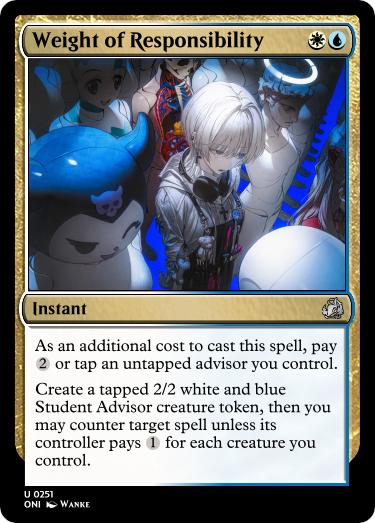 Weight of Responsibility
Instant
As an additional cost to cast this spell, pay
2 or tap an untapped advisor you control.
Create a tapped 2/2 white and blue
Student Advisor creature token, then you
may counter target spell unless its
controller pays 1 for each creature you
control.
U 0251
ONI Wanke